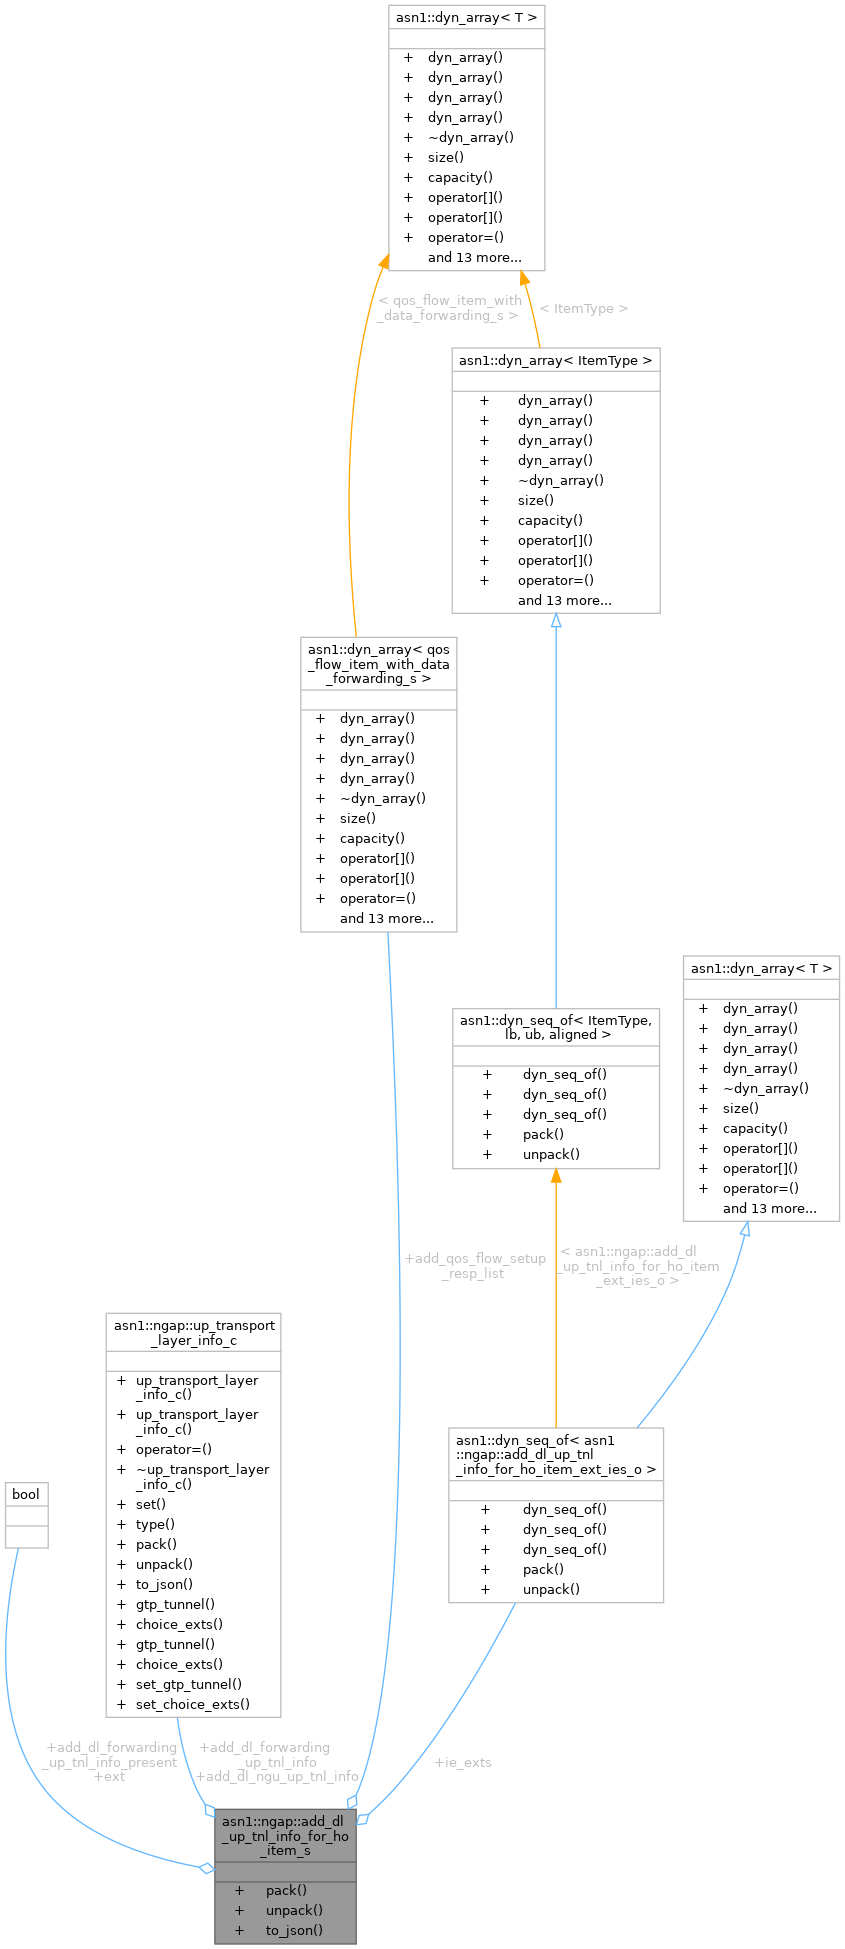 asn1::dyn_array< T >
+ dyn_array()
+ dyn_array()
+ dyn_array()
+ dyn_array()
+ ~dyn_array()
+ size()
+ capacity()
+ operator[]()
+ operator[]()
+ operator=()
and 13 more...
< qos_flow_item_with
_data_forwarding_s >
< ItemType >
asn1::dyn_array< ItemType >
+ dyn_array()
+ dyn_array()
+ dyn_array()
+ dyn_array()
+ ~dyn_array()
+ size()
+ capacity()
+ operator[]()
+ operator[]()
+ operator=()
and 13 more...
asn1::dyn_array< qos
_flow_item_with_data
_forwarding_s >
+ dyn_array()
+ dyn_array()
+ dyn_array()
+ dyn_array()
+ ~dyn_array()
+ size()
+ capacity()
+ operator[]()
+ operator[]()
+ operator=()
and 13 more...
asn1::dyn_array< T >
+ dyn_array()
+ dyn_array()
+ dyn_array()
+ dyn_array()
+ ~dyn_array()
+ size()
+ capacity()
+ operator[]()
+ operator[]()
+ operator=()
and 13 more...
asn1::dyn_seq_of< ItemType,
lb, ub, aligned >
+ dyn_seq_of()
+ dyn_seq_of()
+ dyn_seq_of()
+ pack()
+ unpack()
+add_qos_flow_setup
_resp_list
< asn1::ngap::add_dl
_up_tnl_info_for_ho_item
_ext_ies_o >
asn1::ngap::up_transport
_layer_info_c
+ up_transport_layer
_info_c()
+ up_transport_layer
_info_c()
+ operator=()
+ ~up_transport_layer
_info_c()
+ set()
+ type()
+ pack()
+ unpack()
+ to_json()
+ gtp_tunnel()
+ choice_exts()
+ gtp_tunnel()
+ choice_exts()
+ set_gtp_tunnel()
+ set_choice_exts()
asn1::dyn_seq_of< asn1
::ngap::add_dl_up_tnl
_info_for_ho_item_ext_ies_o >
+ dyn_seq_of()
+ dyn_seq_of()
+ dyn_seq_of()
+ pack()
+ unpack()
bool
+add_dl_forwarding
_up_tnl_info_present
+ext
+add_dl_forwarding
_up_tnl_info
+add_dl_ngu_up_tnl_info
+ie_exts
asn1::ngap::add_dl
_up_tnl_info_for_ho
_item_s
+ pack()
+ unpack()
+ to_json()